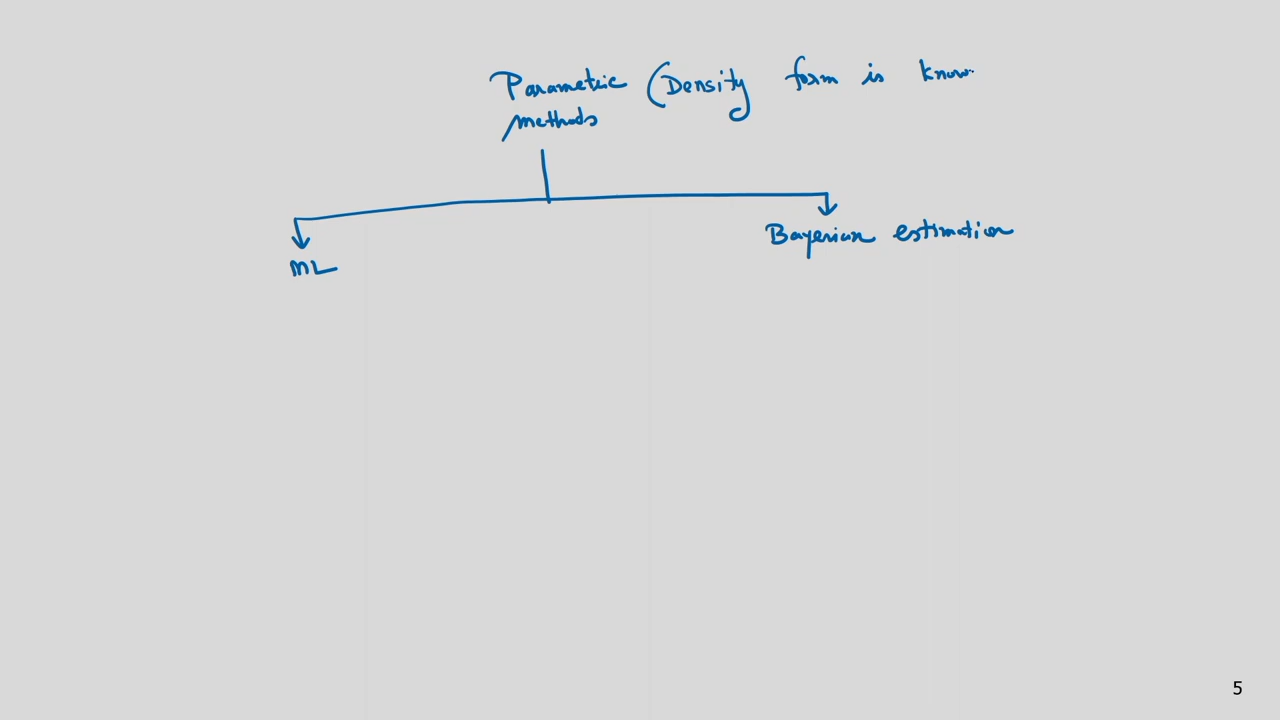 Parametric (Density form is know
methods
ML
Bayesian estimation
5